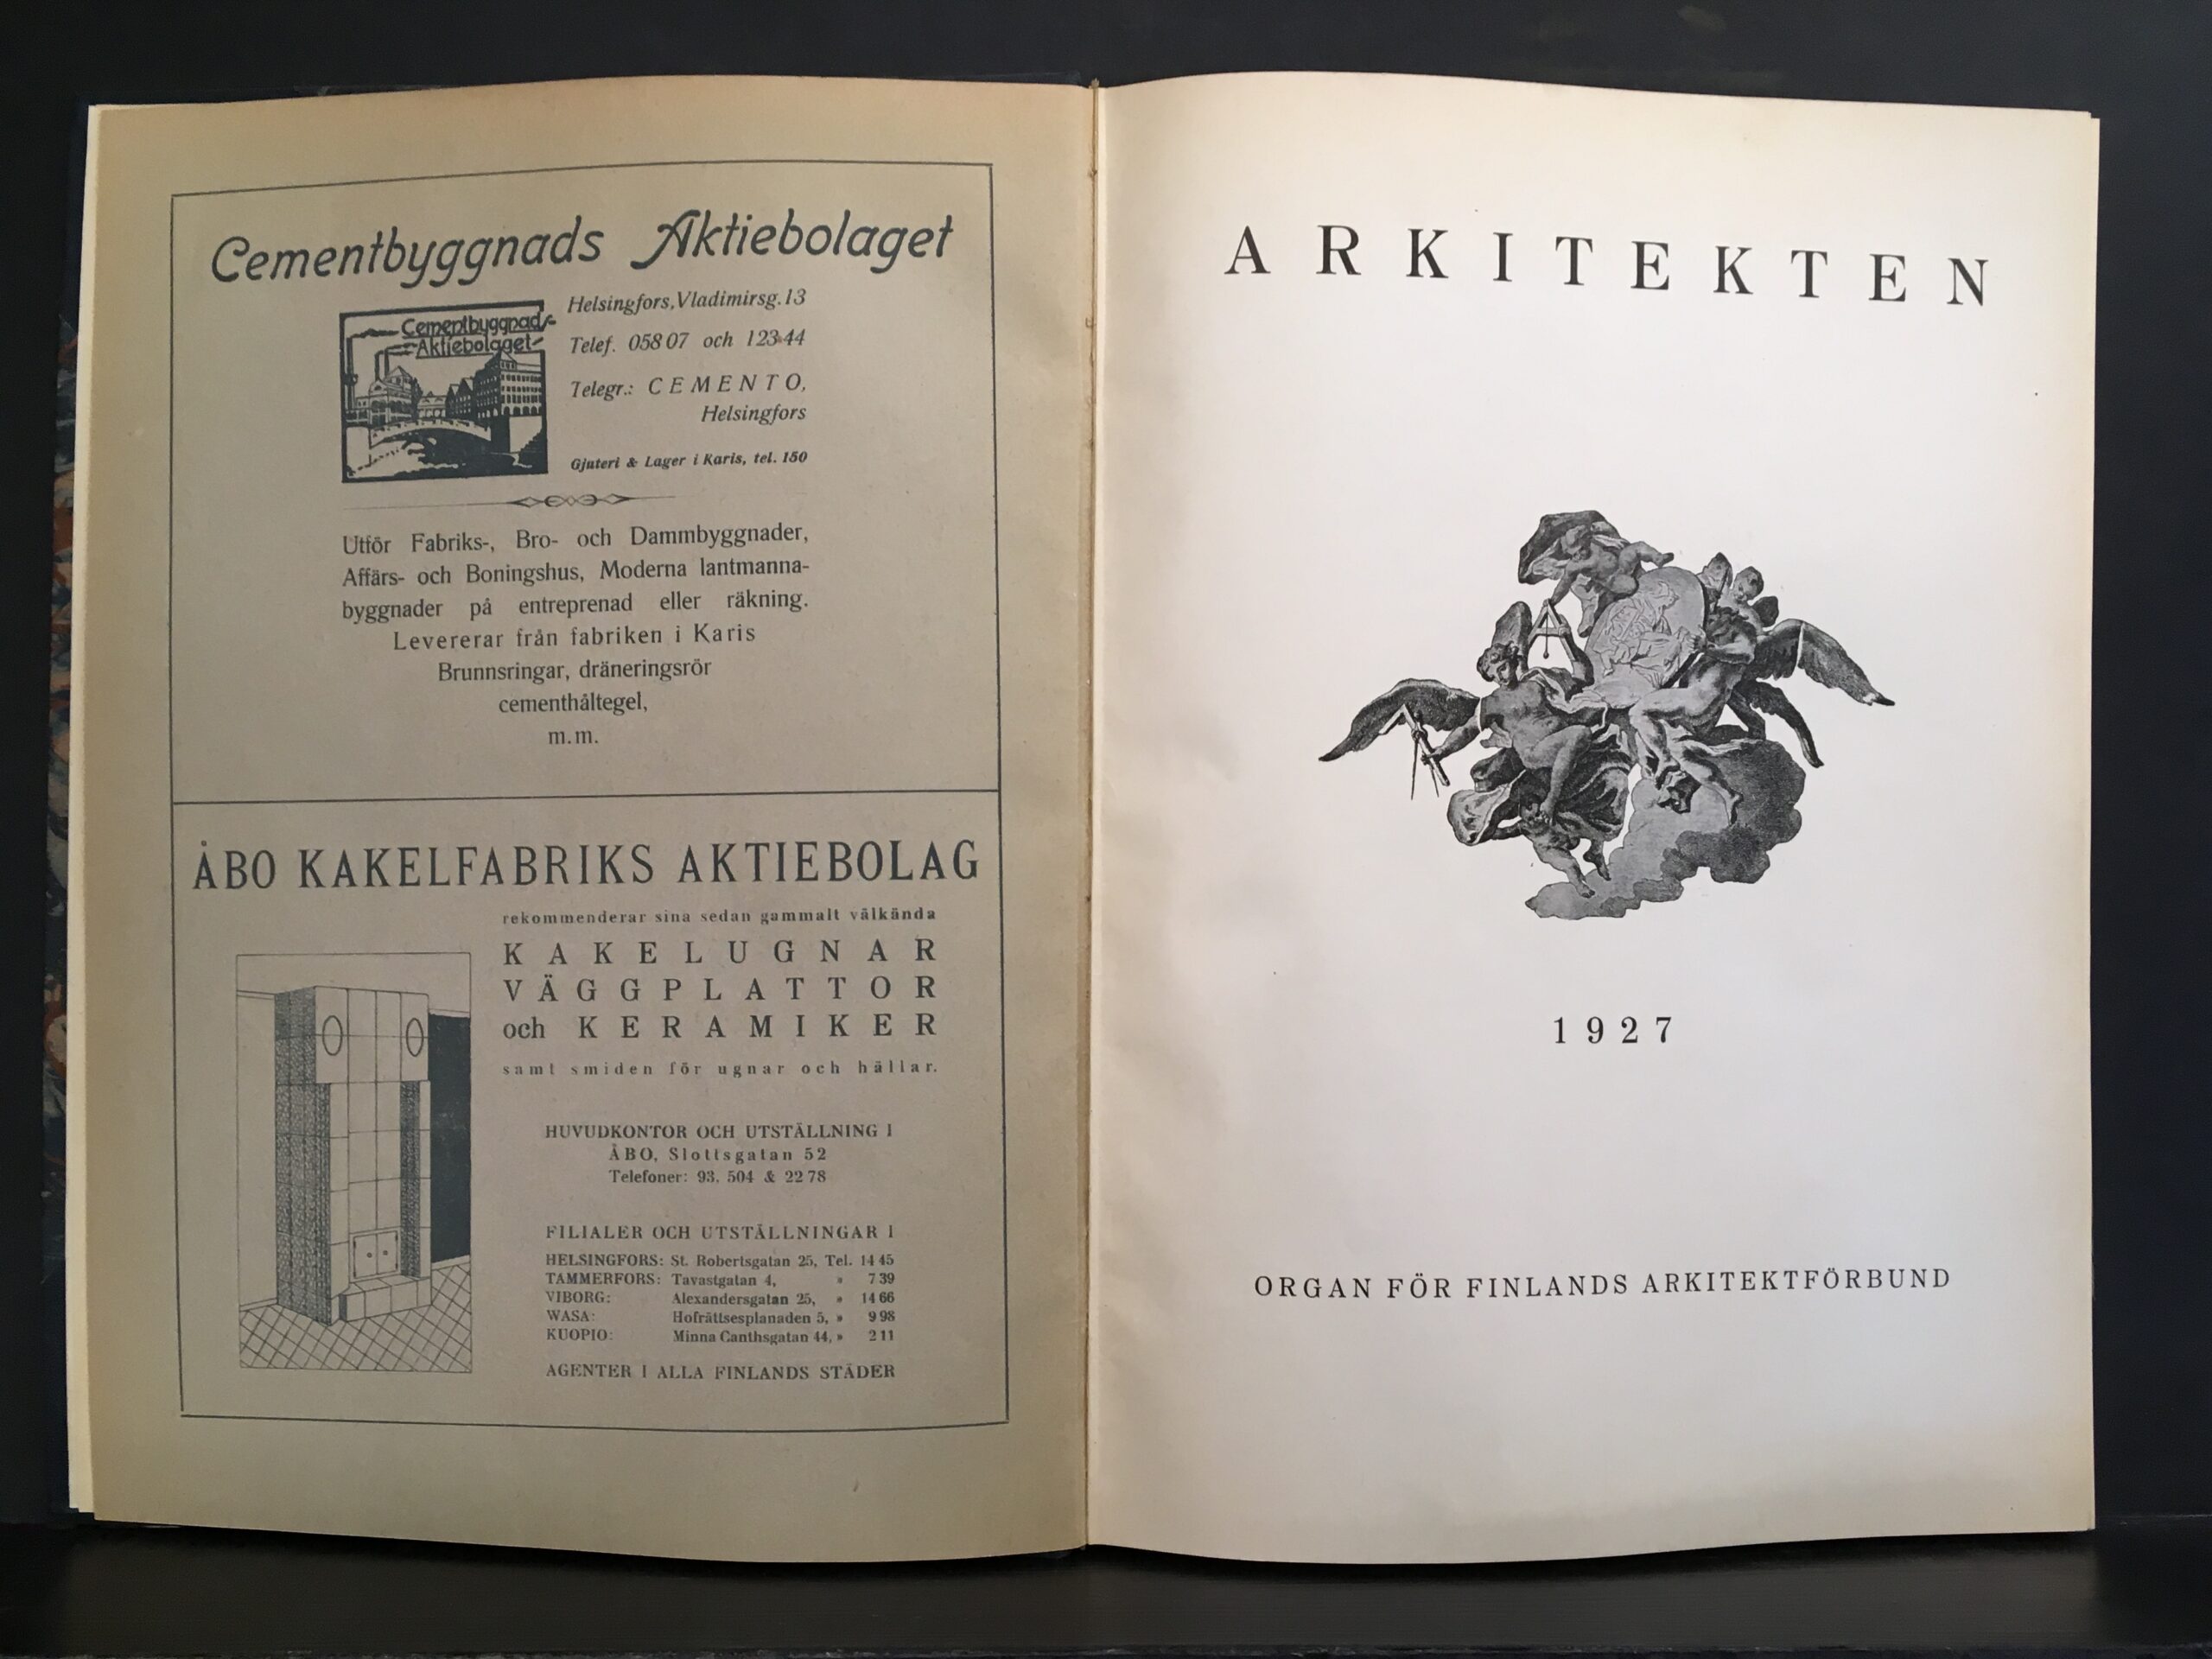 Cementbyggnads Aktiebolaget
Cementbyggnads-
Aktiebolaget
Helsingfors, Vladimirsg. 13
Telef. 058 07 och 123 44
Telegr.: CEMENTO,
Helsingfors
Gjuteri & Lager i Karis, tel. 150
Utför Fabriks-, Bro- och Dammbyggnader,
Affärs- och Boningshus, Moderna lantmanna-
byggnader på entreprenad eller räkning.
Levererar från fabriken i Karis
Brunnsringar, dräneringsrör
cementhåltegel,
m.m.
ÅBO KAKELFABRIKS AKTIEBOLAG
rekommenderar sina sedan gammalt välkända
KAKELUGNAR
VÄGGPLATTOR
och KERAMIKER
samt smiden för ugnar och hällar.
HUVUDKONTOR OCH UTSTÄLLNING I
ÅBO, Slottsgatan 52
Telefoner: 93, 504 & 22 78
FILIALER OCH UTSTÄLLNINGAR I
HELSINGFORS: St. Robertsgatan 25, Tel. 14 45
TAMMERFORS: Tavastgatan 4, » 7 39
VIBORG: Alexandersgatan 25, » 14 66
WASA: Hofrättsesplanaden 5, » 9 98
KUOPIO: Minna Canthsgatan 44, » 2 11
AGENTER I ALLA FINLANDS STÄDER
ARKITEKTEN
1927
ORGAN FÖR FINLANDS ARKITEKTFÖRBUND